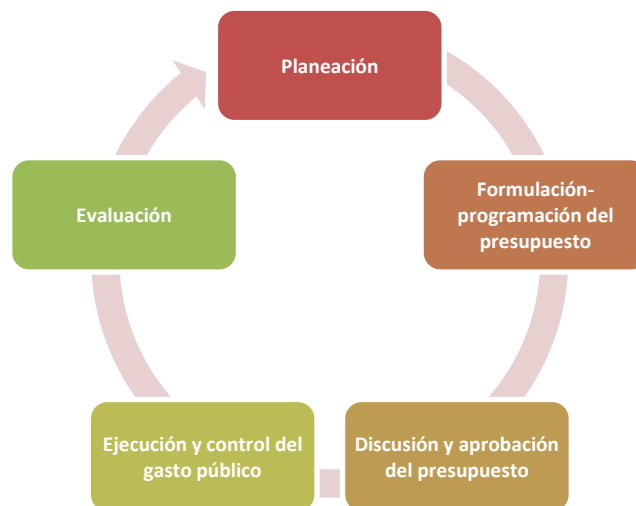 Planeación
Formulación-
programación del
presupuesto
Discusión y aprobación
del presupuesto
Ejecución y control del
gasto público
Evaluación